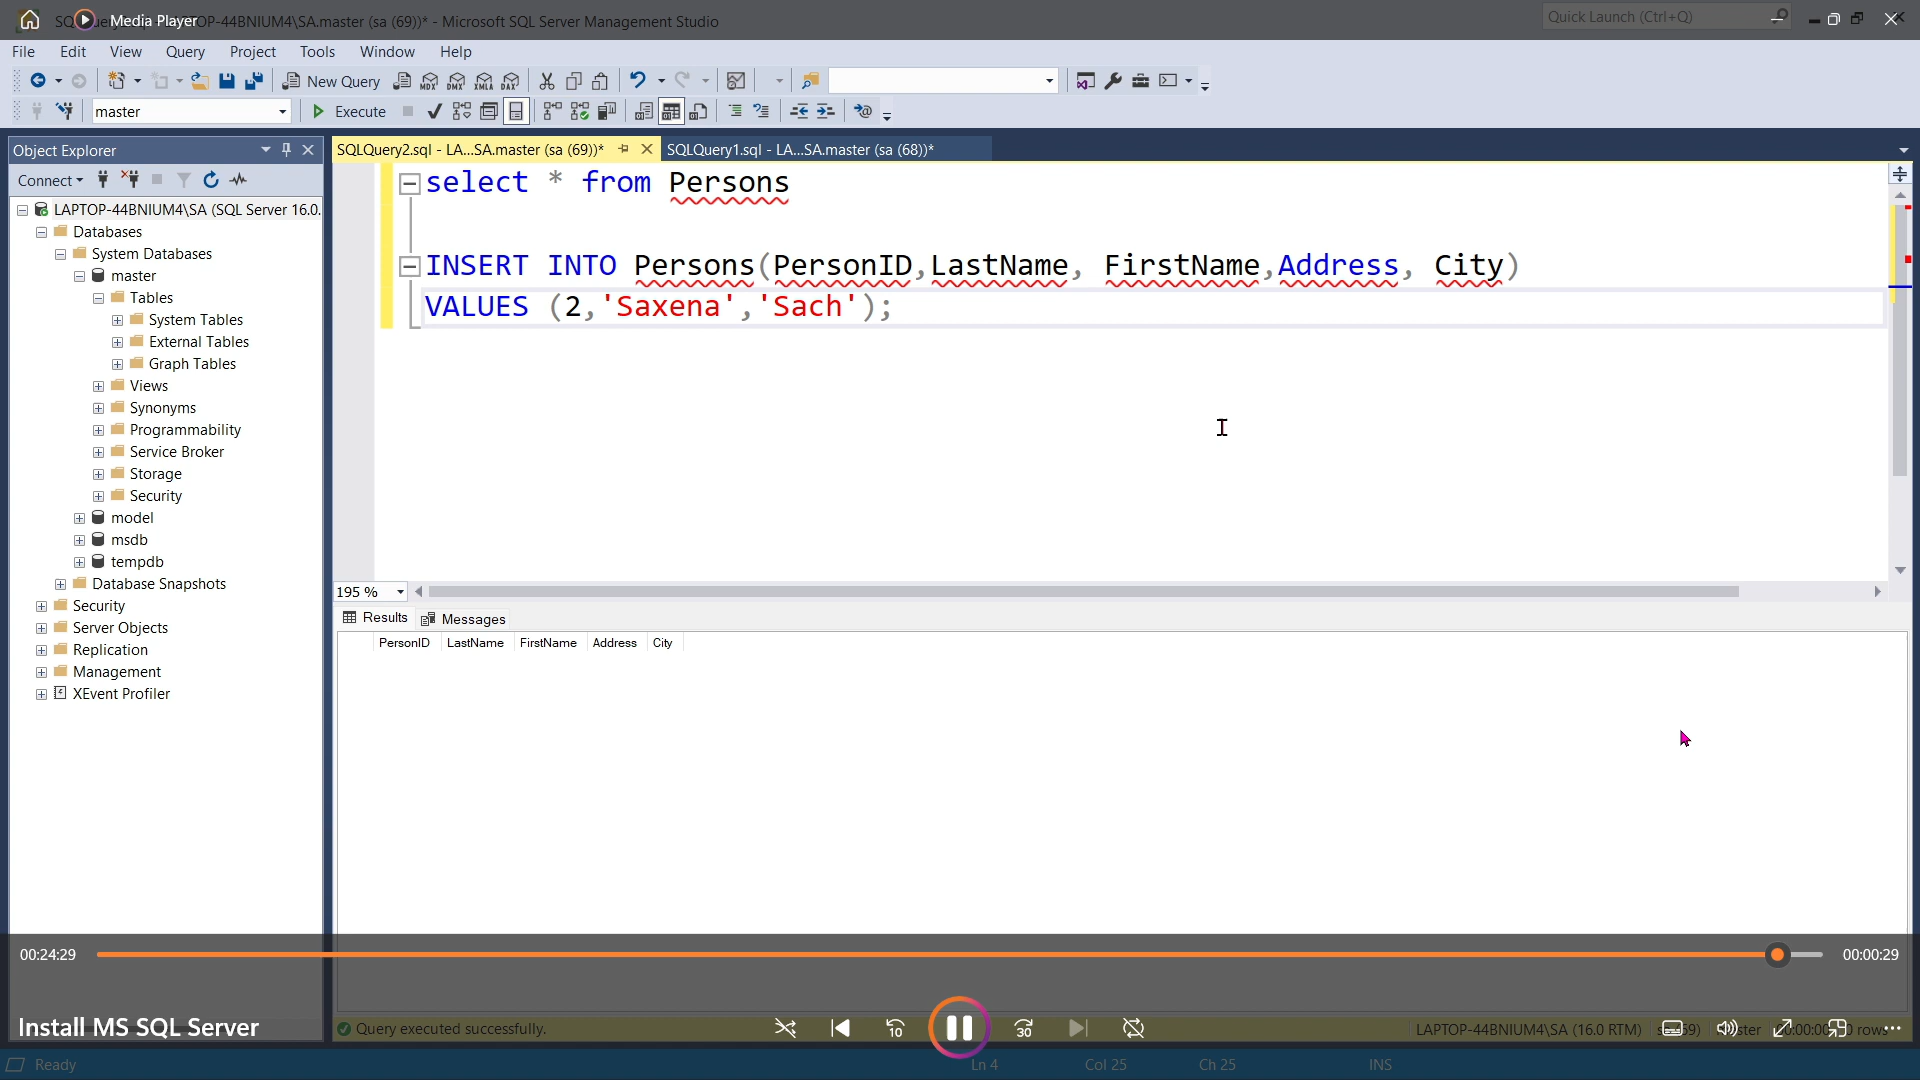 Media Player
OP-44BNIUM4\SA.master (sa (69))* - Microsoft SQL Server Management Studio
Quick Launch (Ctrl+Q)
File Edit View Query Project Tools Window Help
New Query MDX DMX XMLA DAX
master Execute
Object Explorer
SQLQuery2.sql - LA...SA.master (sa (69))* SQLQuery1.sql - LA...SA.master (sa (68))*
Connect
LAPTOP-44BNIUM4\SA (SQL Server 16.0.
Databases
System Databases
master
Tables
System Tables
External Tables
Graph Tables
Views
Synonyms
Programmability
Service Broker
Storage
Security
model
msdb
tempdb
Database Snapshots
Security
Server Objects
Replication
Management
XEvent Profiler
select * from Persons
INSERT INTO Persons(PersonID,LastName, FirstName,Address, City)
VALUES (2,'Saxena','Sach');
195 %
Results Messages
PersonID LastName FirstName Address City
00:24:29 00:00:29
Install MS SQL Server
10 30
Query executed successfully.
LAPTOP-44BNIUM4\SA (16.0 RTM)
Ready Ln 4 Col 25 Ch 25 INS